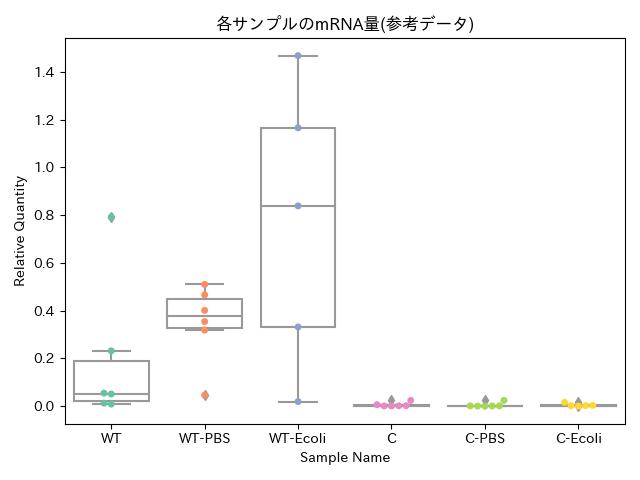 各サンプルのmRNA量(参考データ)
Relative Quantity
1.4
1.2
1.0
0.8
0.6
0.4
0.2
0.0
WT WT-PBS WT-Ecoli C C-PBS C-Ecoli
Sample Name